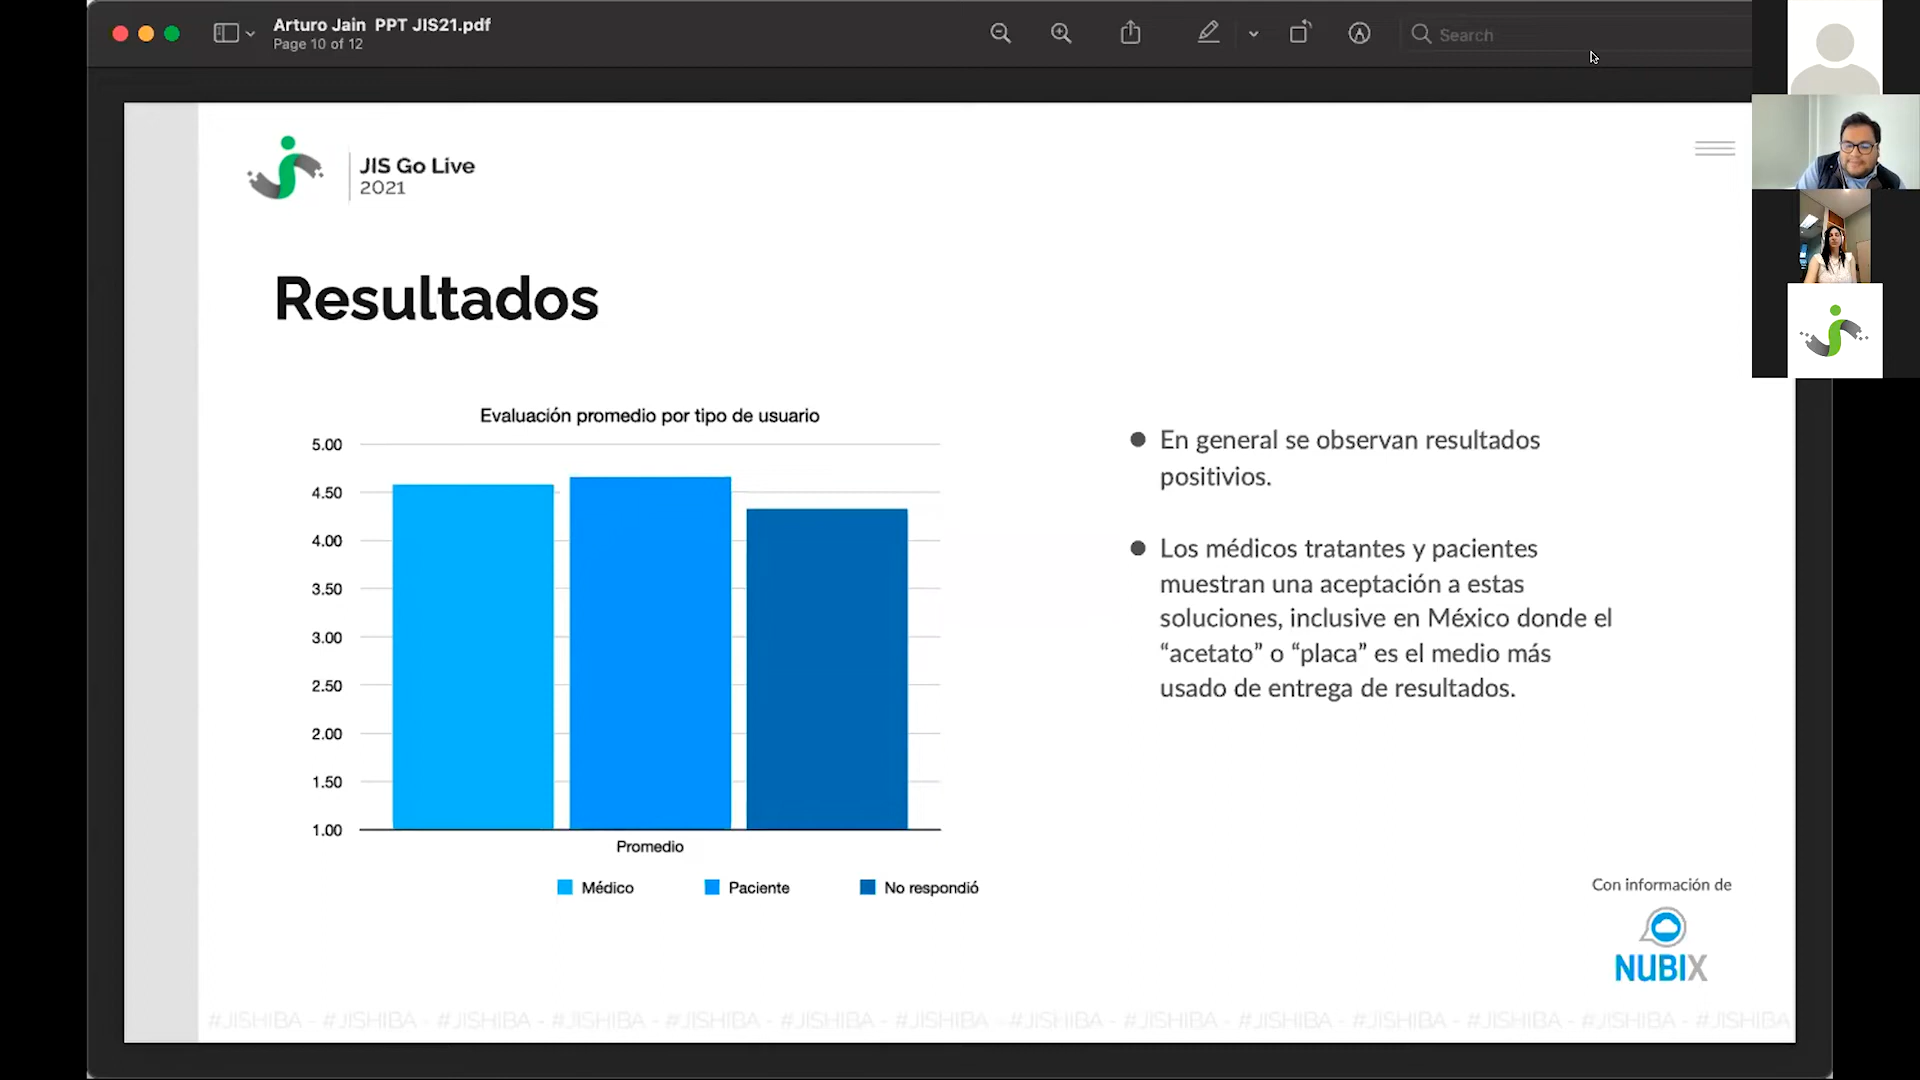 Arturo Jain PPT JIS21.pdf
Page 10 of 12
Search
JIS Go Live
2021
Resultados
Evaluación promedio por tipo de usuario
5.00
4.50
4.00
3.50
3.00
2.50
2.00
1.50
1.00
Promedio
Médico
Paciente
No respondió
En general se observan resultados
positivios.
Los médicos tratantes y pacientes
muestran una aceptación a estas
soluciones, inclusive en México donde el
“acetato” o “placa” es el medio más
usado de entrega de resultados.
Con información de
NUBIX
#JISHIBA - #JISHIBA - #JISHIBA - #JISHIBA - #JISHIBA - #JISHIBA - #JISHIBA - #JISHIBA - #JISHIBA - #JISHIBA - #JISHIBA - #JISHIBA - #JISHIBA - #JISHIBA